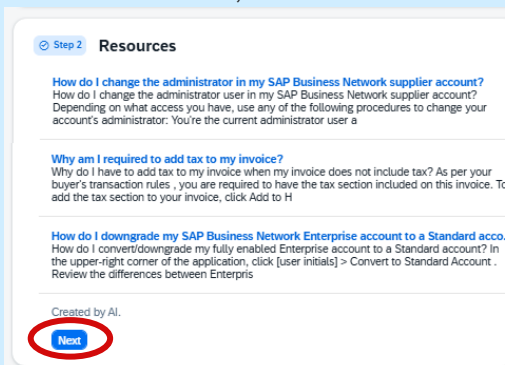 Step 2 Resources
How do I change the administrator in my SAP Business Network supplier account?
How do I change the administrator user in my SAP Business Network supplier account?
Depending on what access you have, use any of the following procedures to change your
account's administrator: You're the current administrator user a
Why am I required to add tax to my invoice?
Why do I have to add tax to my invoice when my invoice does not include tax? As per your
buyer's transaction rules , you are required to have the tax section included on this invoice. To
add the tax section to your invoice, click Add to H
How do I downgrade my SAP Business Network Enterprise account to a Standard acco.
How do I convert/downgrade my fully enabled Enterprise account to a Standard account? In
the upper-right corner of the application, click [user initials] > Convert to Standard Account .
Review the differences between Enterpris
Created by AI.
Next